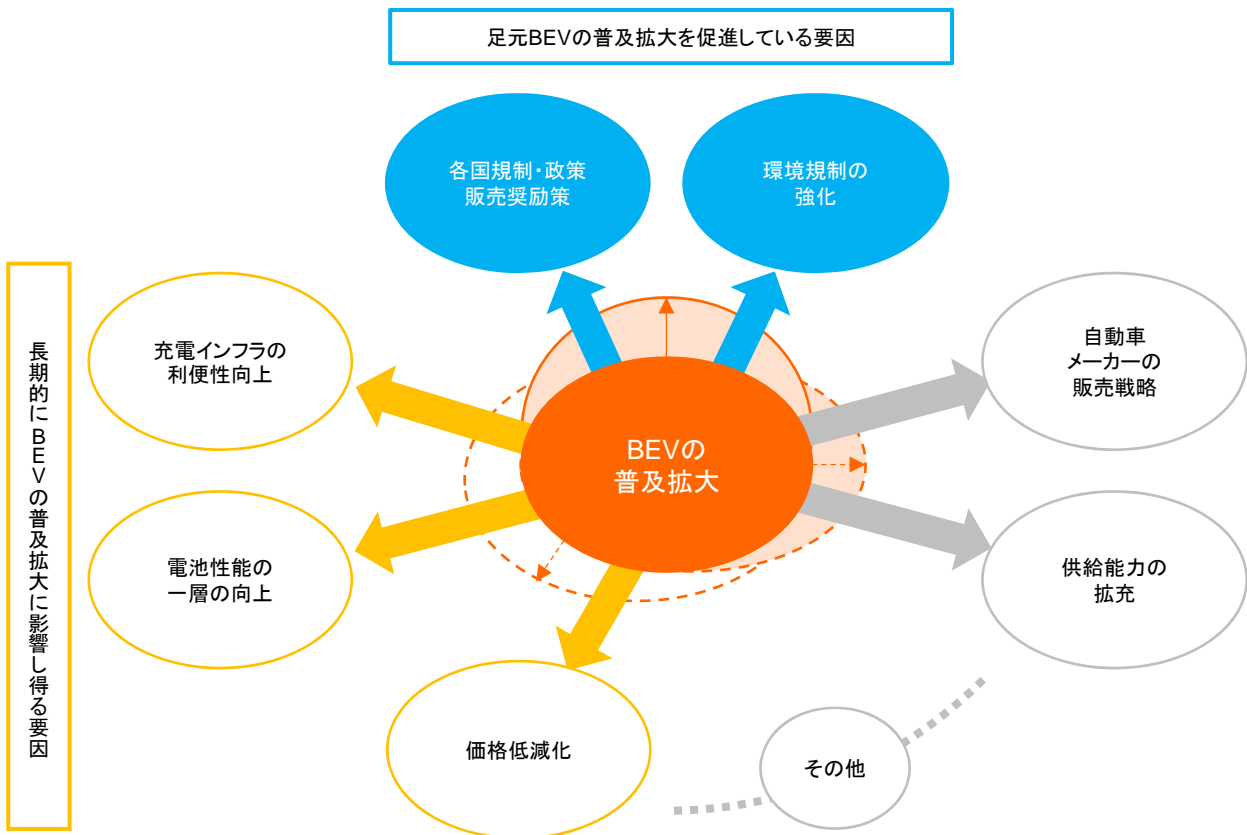 足元BEVの普及拡大を促進している要因
各国規制・政策
販売奨励策
環境規制の
強化
長期的にBEVの普及拡大に影響し得る要因
充電インフラの
利便性向上
自動車
メーカーの
販売戦略
BEVの
普及拡大
電池性能の
一層の向上
供給能力の
拡充
価格低減化
その他